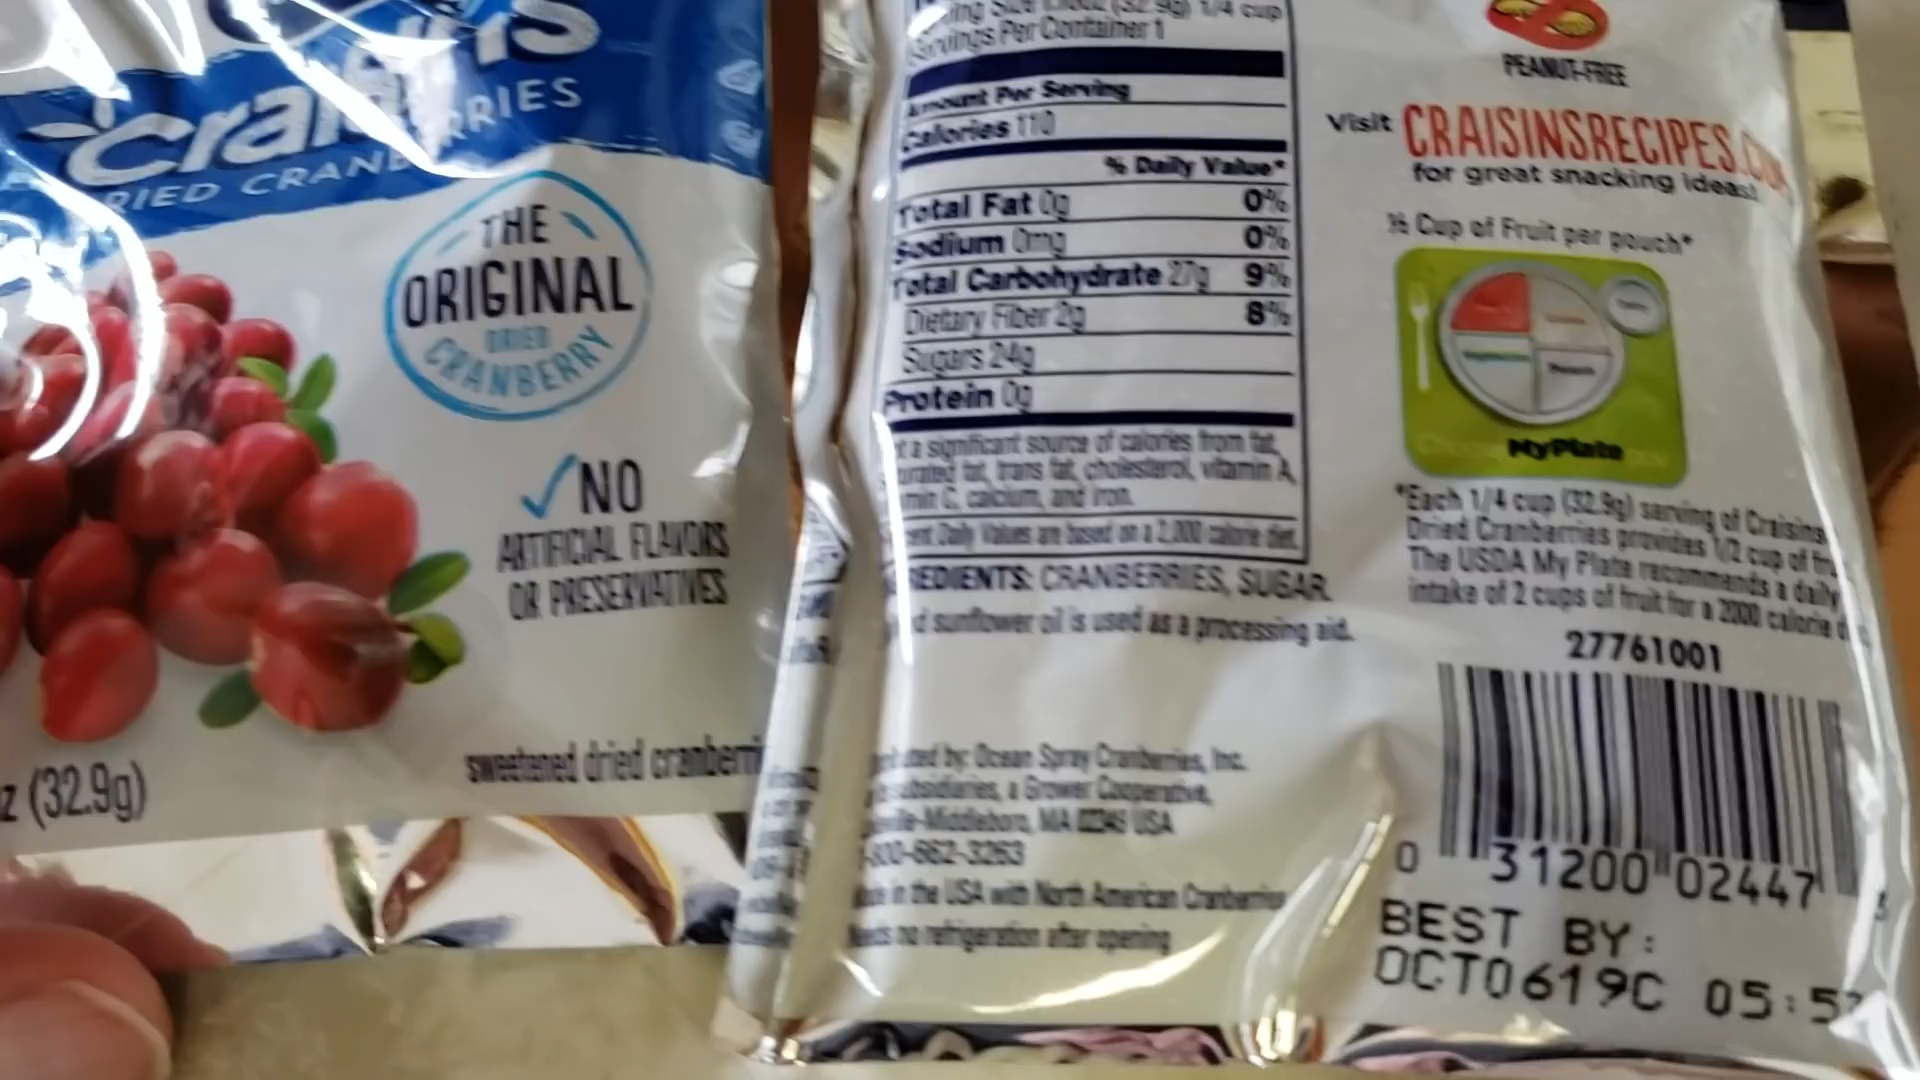 Craisins
DRIED CRANBERRIES
THE
ORIGINAL
DRIED
CRANBERRY
NO
ARTIFICIAL FLAVORS
OR PRESERVATIVES
sweetened dried cranberri
z (32.9g)
Size (32.9g) 1/4 cup
Servings Per Container 1
Amount Per Serving
Calories 110
% Daily Value*
Total Fat 0g 0%
Sodium 0mg 0%
Total Carbohydrate 27g 9%
Dietary Fiber 2g 8%
Sugars 24g
Protein 0g
t a significant source of calories from fat,
urated fat, trans fat, cholesterol, vitamin A,
min C, calcium, and iron.
ent Daily Values are based on a 2,000 calorie diet.
REDIENTS: CRANBERRIES, SUGAR.
d sunflower oil is used as a processing aid.
buted by: Ocean Spray Cranberries, Inc.
subsidiaries, a Grower Cooperative,
ville-Middleboro, MA 02349 USA
-800-662-3263
de in the USA with North American Cranberries
eds no refrigeration after opening
PEANUT-FREE
Visit CRAISINSRECIPES.COM
for great snacking ideas!
½ Cup of Fruit per pouch*
MyPlate
*Each 1/4 cup (32.9g) serving of Craisins
Dried Cranberries provides 1/2 cup of fru
The USDA My Plate recommends a daily
intake of 2 cups of fruit for a 2000 calorie d
27761001
0 31200 02447 3
BEST BY:
OCT0619C 05:5